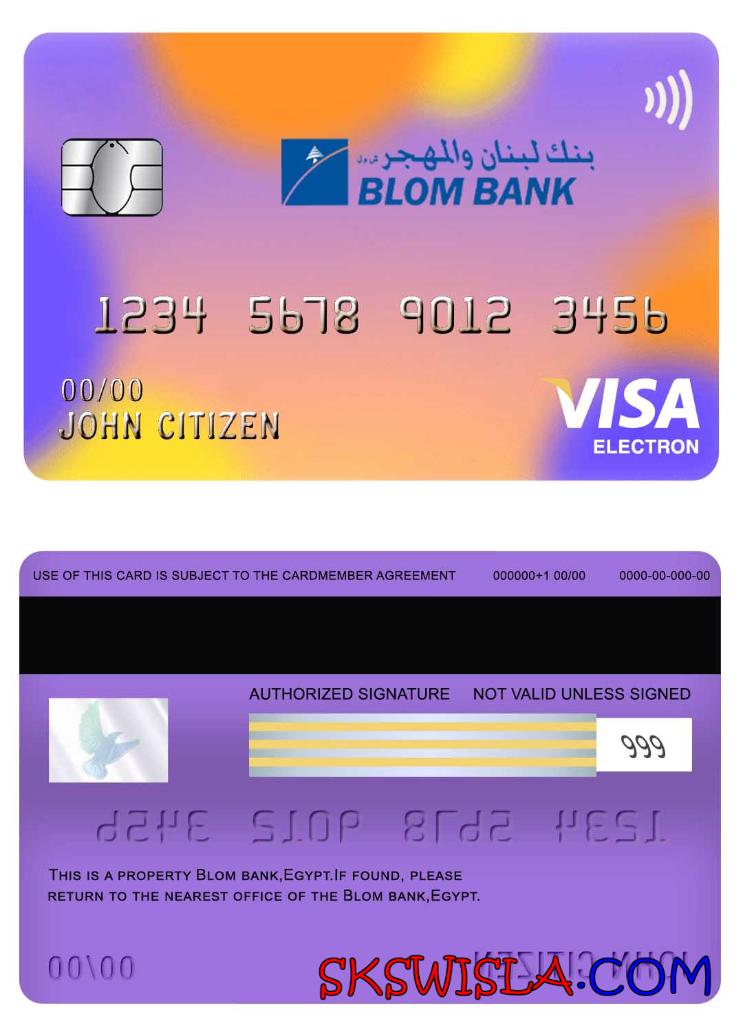 بنك لبنان والمهجر ش.م.ل
BLOM BANK
1234 5678 9012 3456
00/00
JOHN CITIZEN
VISA
ELECTRON
USE OF THIS CARD IS SUBJECT TO THE CARDMEMBER AGREEMENT 000000+1 00/00 0000-00-000-00
AUTHORIZED SIGNATURE NOT VALID UNLESS SIGNED
999
1234 5678 9012 3456
THIS IS A PROPERTY BLOM BANK,EGYPT.IF FOUND, PLEASE
RETURN TO THE NEAREST OFFICE OF THE BLOM BANK,EGYPT.
00/00 JOHN CITIZEN
SKSWISLA.COM